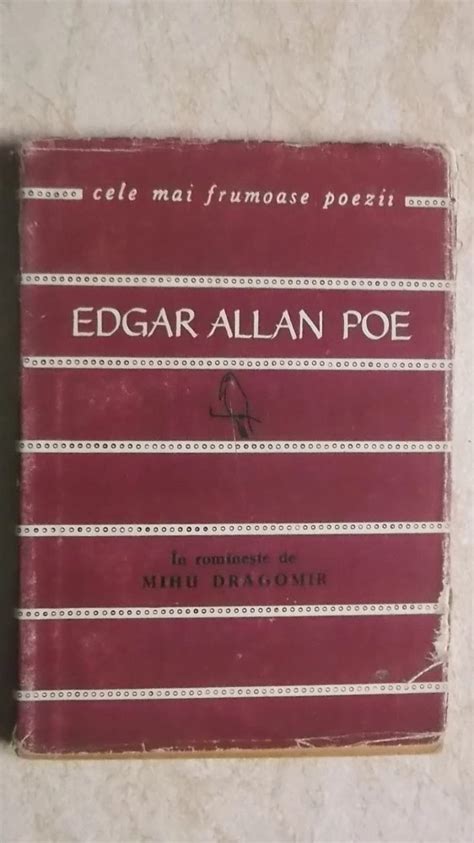 cele mai frumoase poezii
EDGAR ALLAN POE
În romînește de
MIHU DRAGOMIR